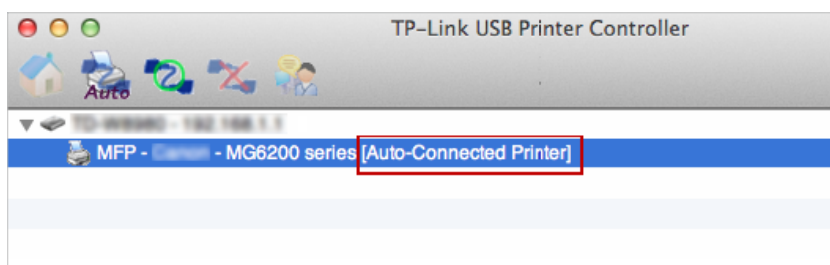 TP-Link USB Printer Controller
Auto
MFP - - MG6200 series [Auto-Connected Printer]